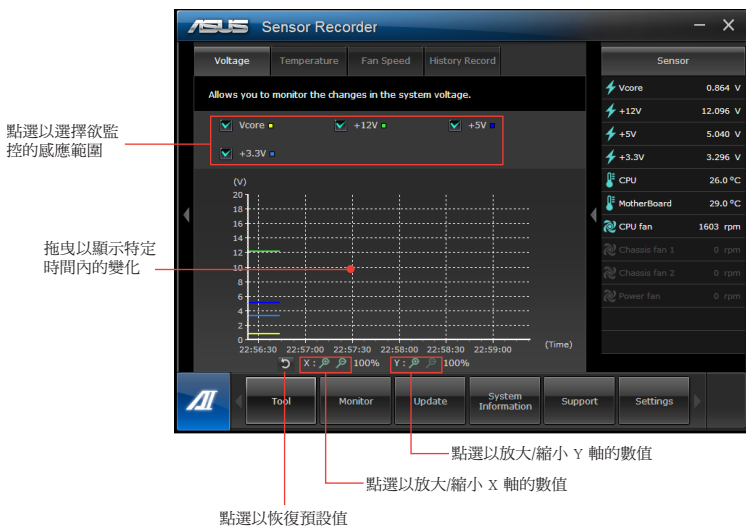 ASUS Sensor Recorder
Voltage Temperature Fan Speed History Record
Sensor
Allows you to monitor the changes in the system voltage.
Vcore +12V +5V
+3.3V
點選以選擇欲監
控的感應範圍
Vcore 0.864 V
+12V 12.096 V
+5V 5.040 V
+3.3V 3.296 V
CPU 26.0 ºC
MotherBoard 29.0 ºC
CPU fan 1603 rpm
Chassis fan 1 0 rpm
Chassis fan 2 0 rpm
Power fan 0 rpm
拖曳以顯示特定
時間內的變化
(V)
20
18
16
14
12
10
8
6
4
2
0
22:56:30 22:57:00 22:57:30 22:58:00 22:58:30 22:59:00
(Time)
X : 100% Y : 100%
AI Tool Monitor Update System Information Support Settings
點選以放大/縮小 Y 軸的數值
點選以放大/縮小 X 軸的數值
點選以恢復預設值